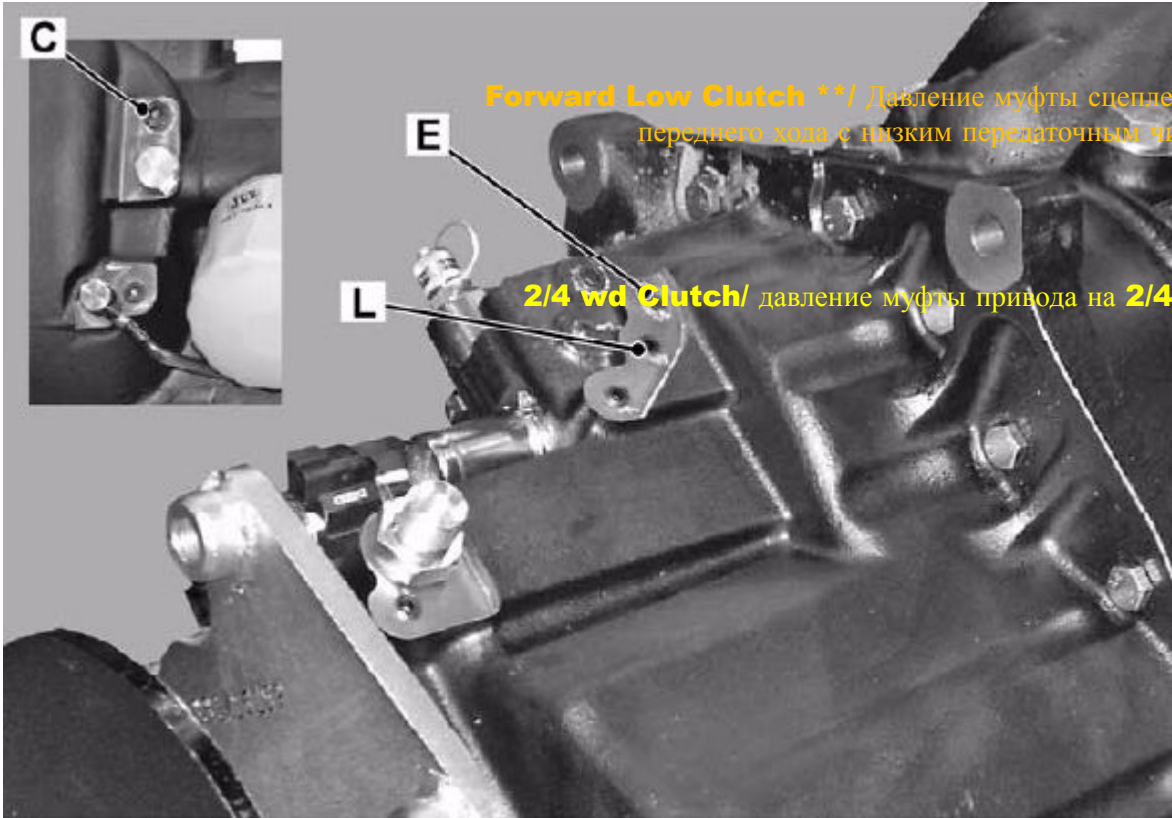 C
Forward Low Clutch **/ Давление муфты сцепле
E
переднего хода с низким передаточным
L
2/4 wd Clutch/ давление муфты привода на 2/4